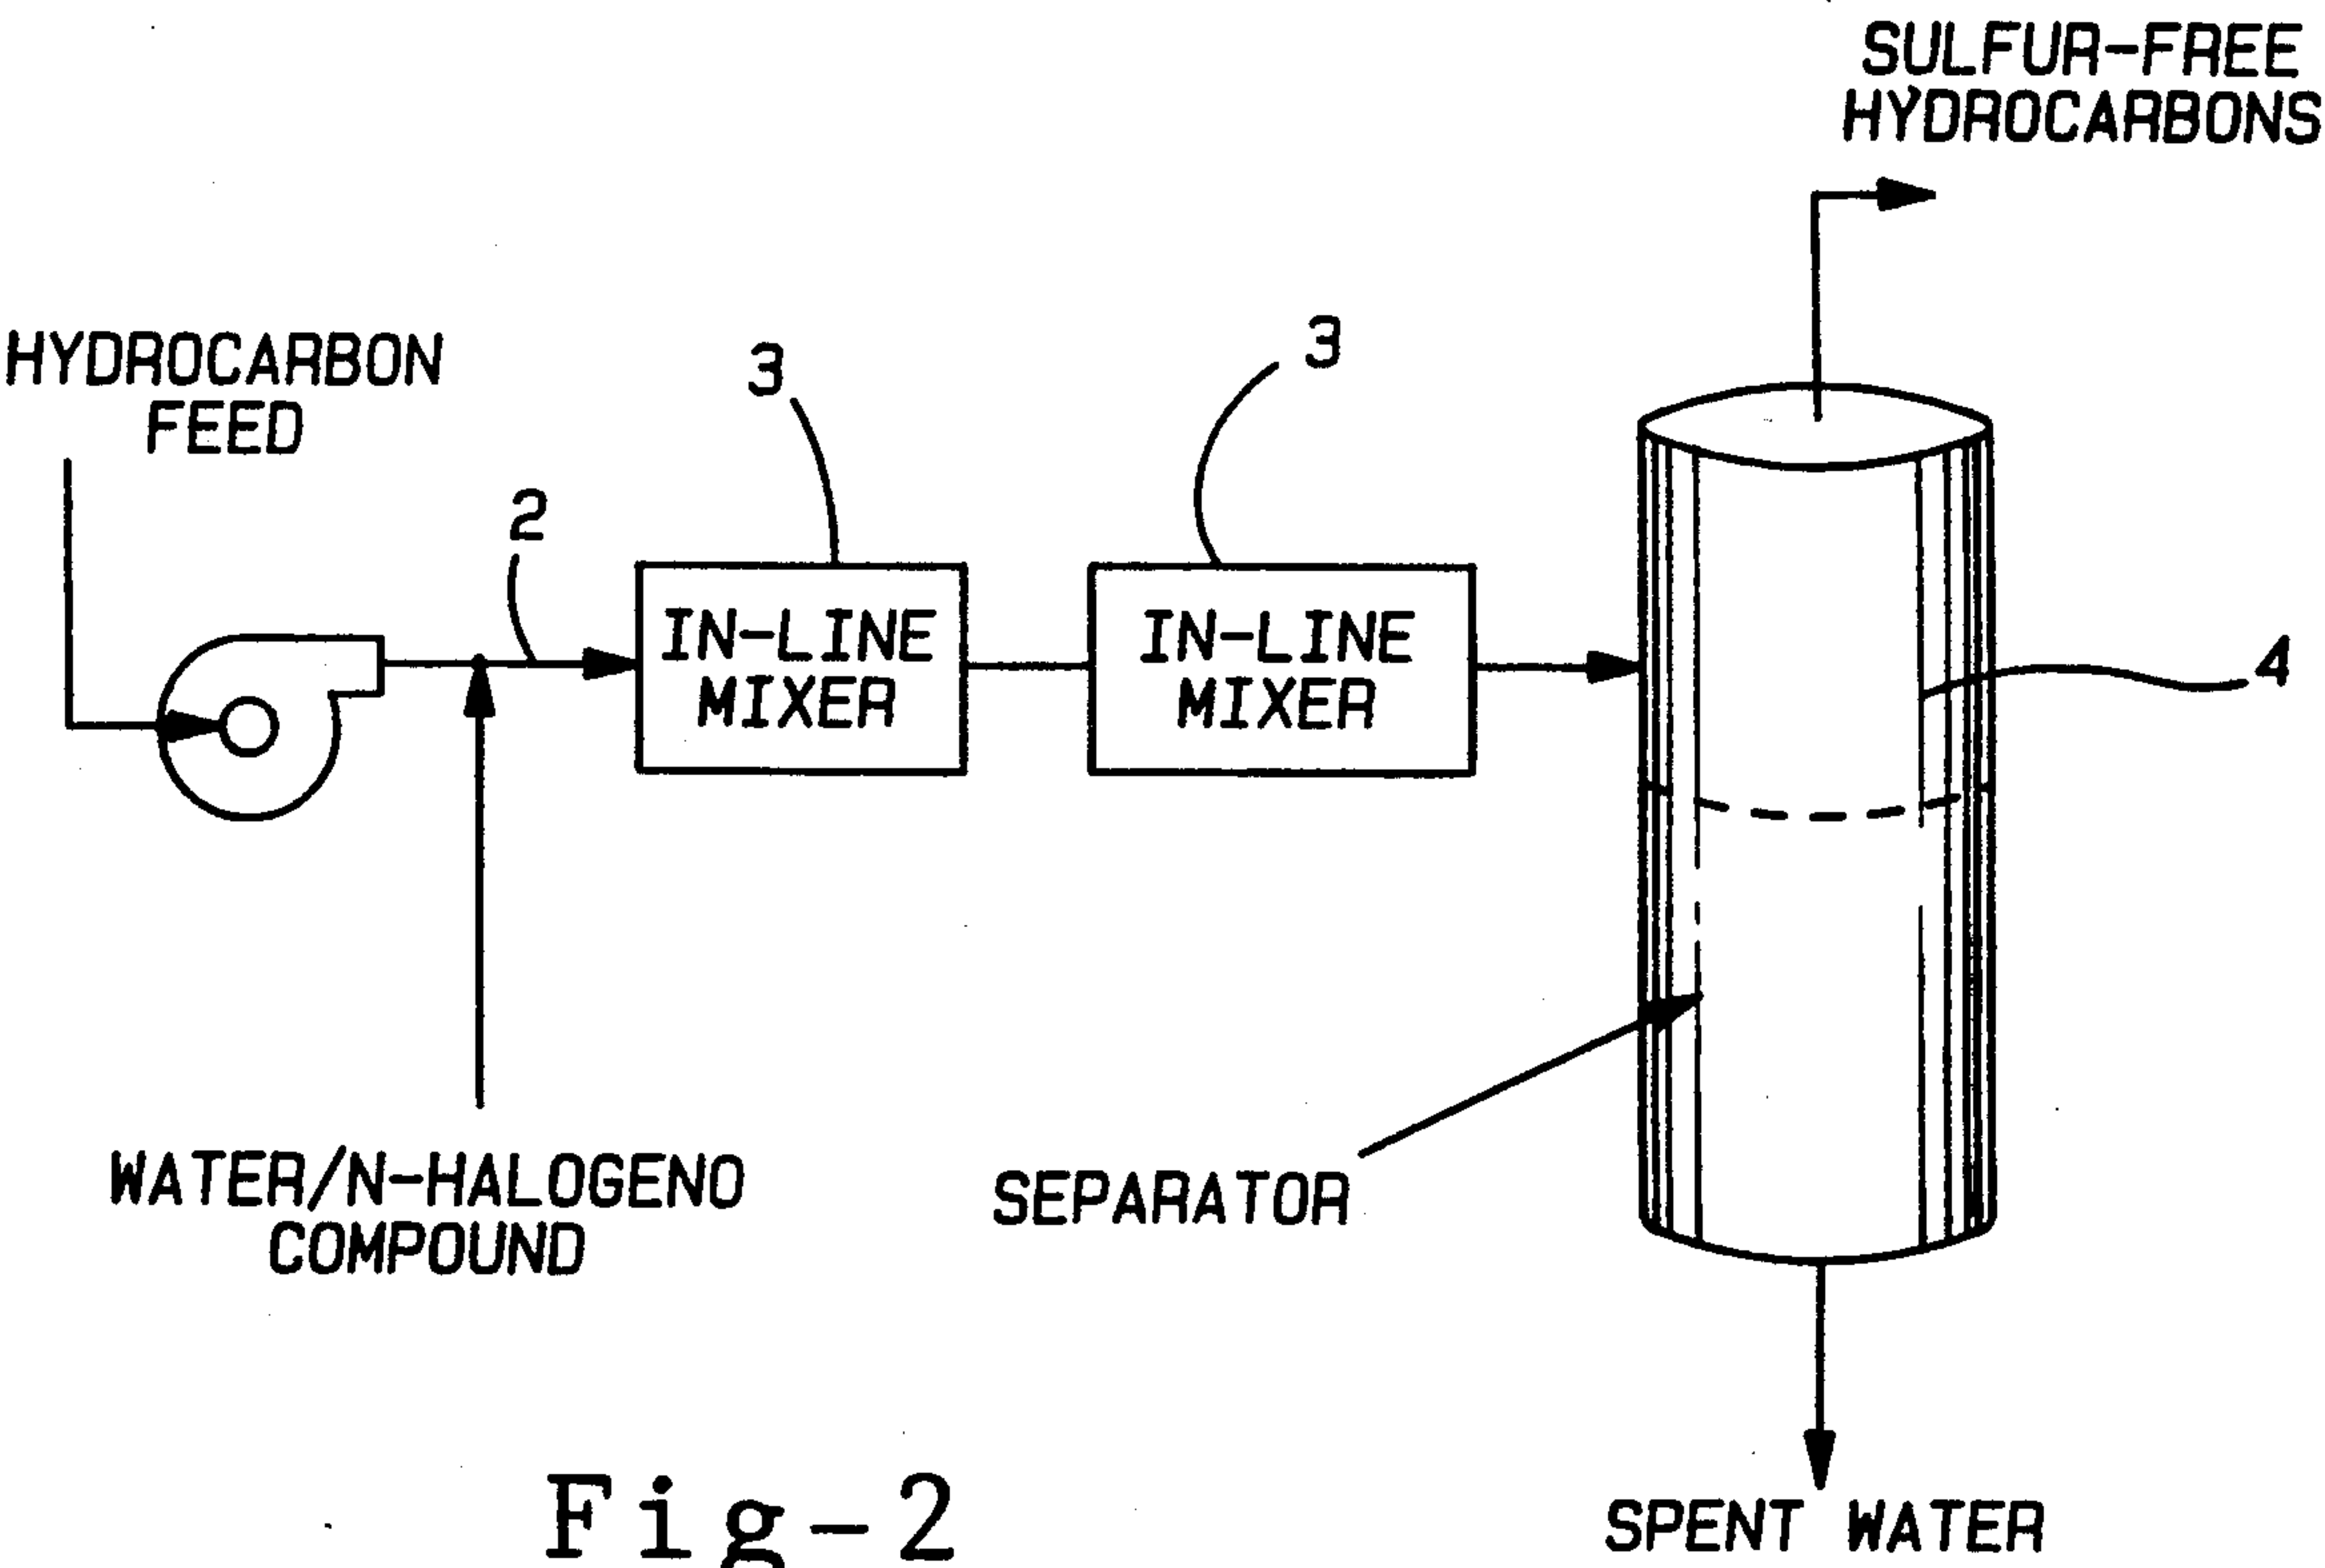 SULFUR-FREE
HYDROCARBONS
HYDROCARBON
FEED
3
3
2
IN-LINE
MIXER
IN-LINE
MIXER
4
WATER/N-HALOGENO
COMPOUND
SEPARATOR
SPENT WATER
Fig-2